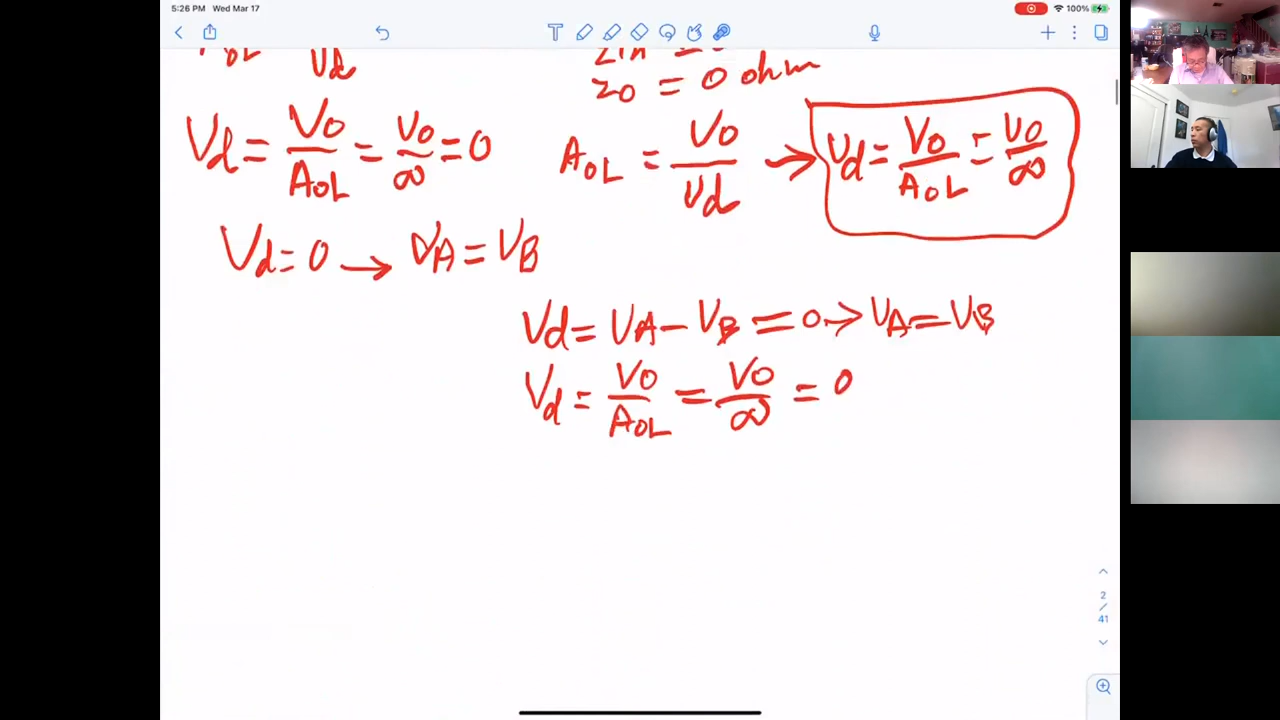 5:26 PM Wed Mar 17
100%
Vd
Zo = 0 ohm
Vd = Vo/AOL = Vo/∞ = 0
AOL = Vo/Vd → Vd = Vo/AOL = Vo/∞
Vd = 0 → VA = VB
Vd = VA - VB = 0 → VA = VB
Vd = Vo/AOL = Vo/∞ = 0
2
/
41